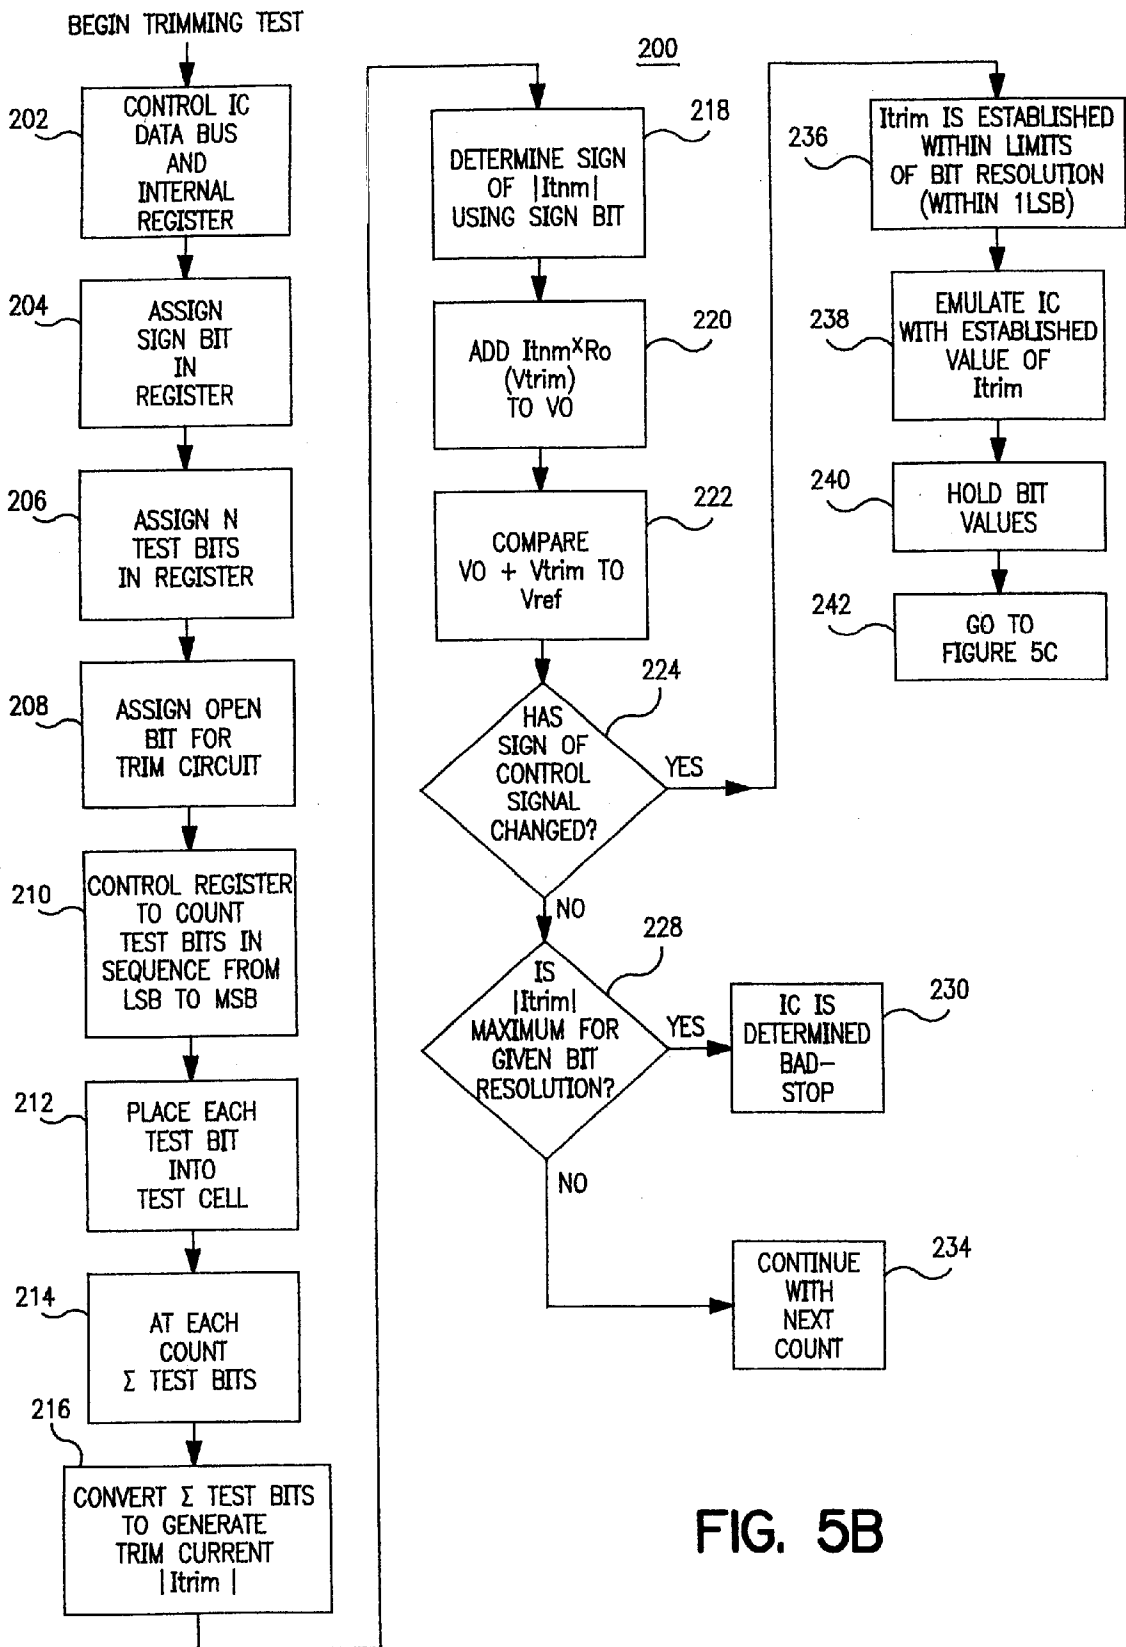 BEGIN TRIMMING TEST
202
CONTROL IC
DATA BUS
AND
INTERNAL
REGISTER
204
ASSIGN
SIGN BIT
IN
REGISTER
206
ASSIGN N
TEST BITS
IN REGISTER
208
ASSIGN OPEN
BIT FOR
TRIM CIRCUIT
210
CONTROL REGISTER
TO COUNT
TEST BITS IN
SEQUENCE FROM
LSB TO MSB
212
PLACE EACH
TEST BIT
INTO
TEST CELL
214
AT EACH
COUNT
Σ TEST BITS
216
CONVERT Σ TEST BITS
TO GENERATE
TRIM CURRENT
|Itrim |
200
218
DETERMINE SIGN
OF |Itnm|
USING SIGN BIT
220
ADD Itnm×Ro
(Vtrim)
TO VO
222
COMPARE
VO + Vtrim TO
Vref
224
HAS
SIGN OF
CONTROL
SIGNAL
CHANGED?
YES
NO
228
IS
|Itrim|
MAXIMUM FOR
GIVEN BIT
RESOLUTION?
YES
NO
230
IC IS
DETERMINED
BAD–
STOP
234
CONTINUE
WITH
NEXT
COUNT
236
Itrim IS ESTABLISHED
WITHIN LIMITS
OF BIT RESOLUTION
(WITHIN 1LSB)
238
EMULATE IC
WITH ESTABLISHED
VALUE OF
Itrim
240
HOLD BIT
VALUES
242
GO TO
FIGURE 5C
FIG. 5B